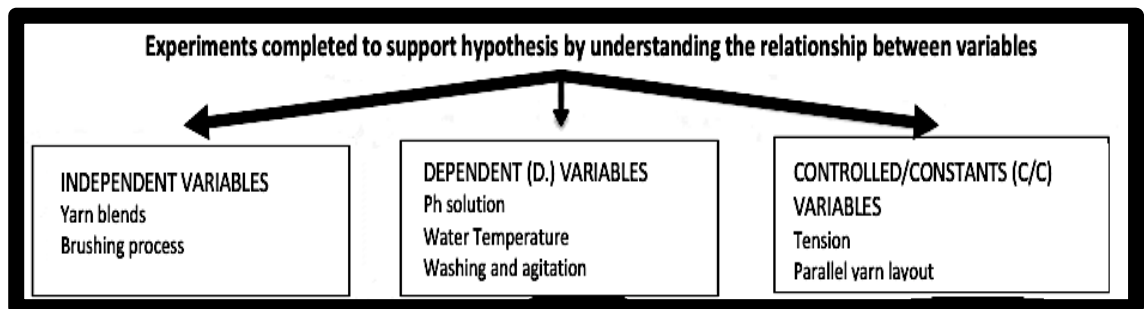 Experiments completed to support hypothesis by understanding the relationship between variables
INDEPENDENT VARIABLES
Yarn blends
Brushing process
DEPENDENT (D.) VARIABLES
Ph solution
Water Temperature
Washing and agitation
CONTROLLED/CONSTANTS (C/C)
VARIABLES
Tension
Parallel yarn layout